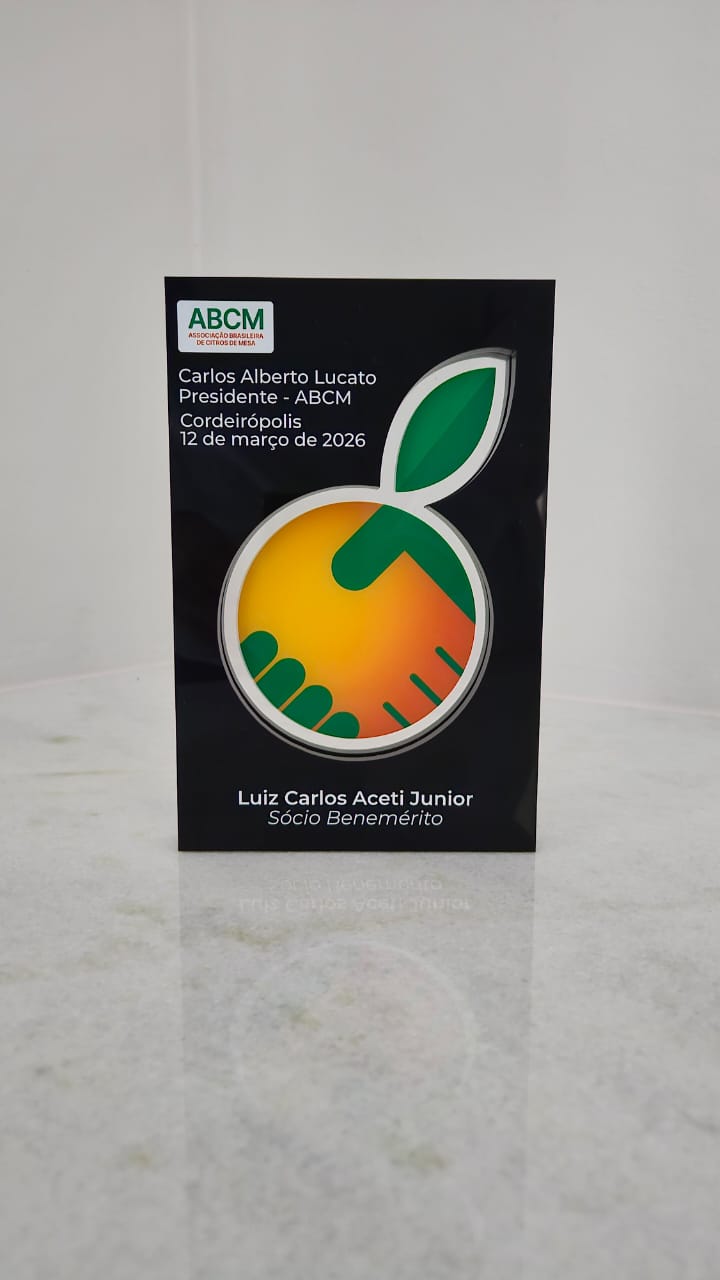 ABCM
ASSOCIAÇÃO BRASILEIRA
DE CITROS DE MESA
Carlos Alberto Lucato
Presidente - ABCM
Cordeirópolis
12 de março de 2026
Luiz Carlos Aceti Junior
Sócio Benemérito